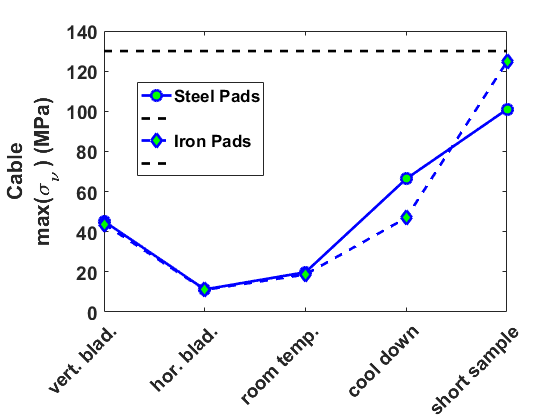 Cable
max(σν) (MPa)
140
120
100
80
60
40
20
0
Steel Pads
Iron Pads
vert. blad.
hor. blad.
room temp.
cool down
short sample